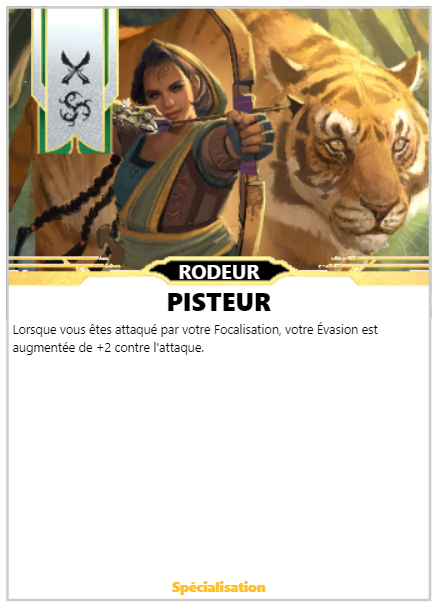 RODEUR
PISTEUR
Lorsque vous êtes attaqué par votre Focalisation, votre Évasion est
augmentée de +2 contre l'attaque.
Spécialisation